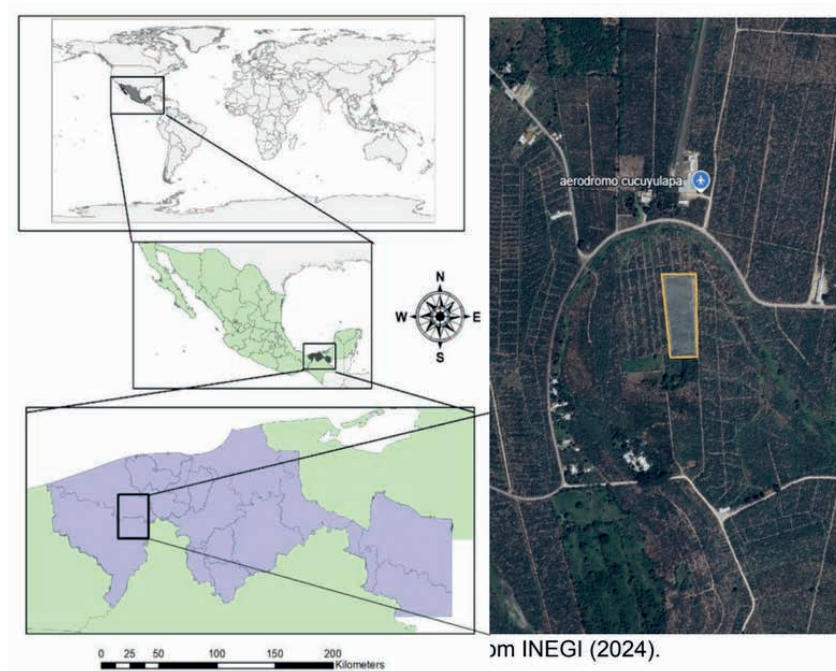 aerodromo cucuyulapa
N
W
E
S
om INEGI (2024).
0 25 50 100 150 200
Kilometers